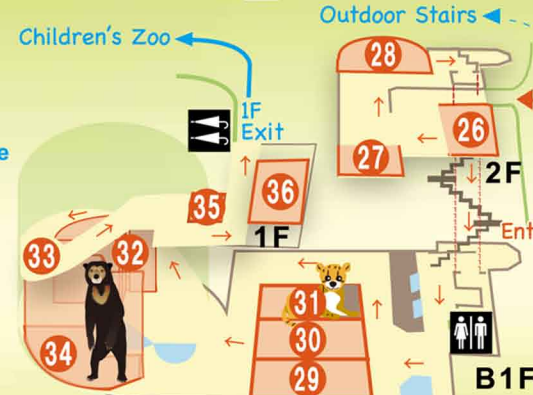 Outdoor Stairs
Children's Zoo
28
1F
Exit
26
e
27
2F
36
35
Ent
1F
33
32
31
30
34
29
B1F